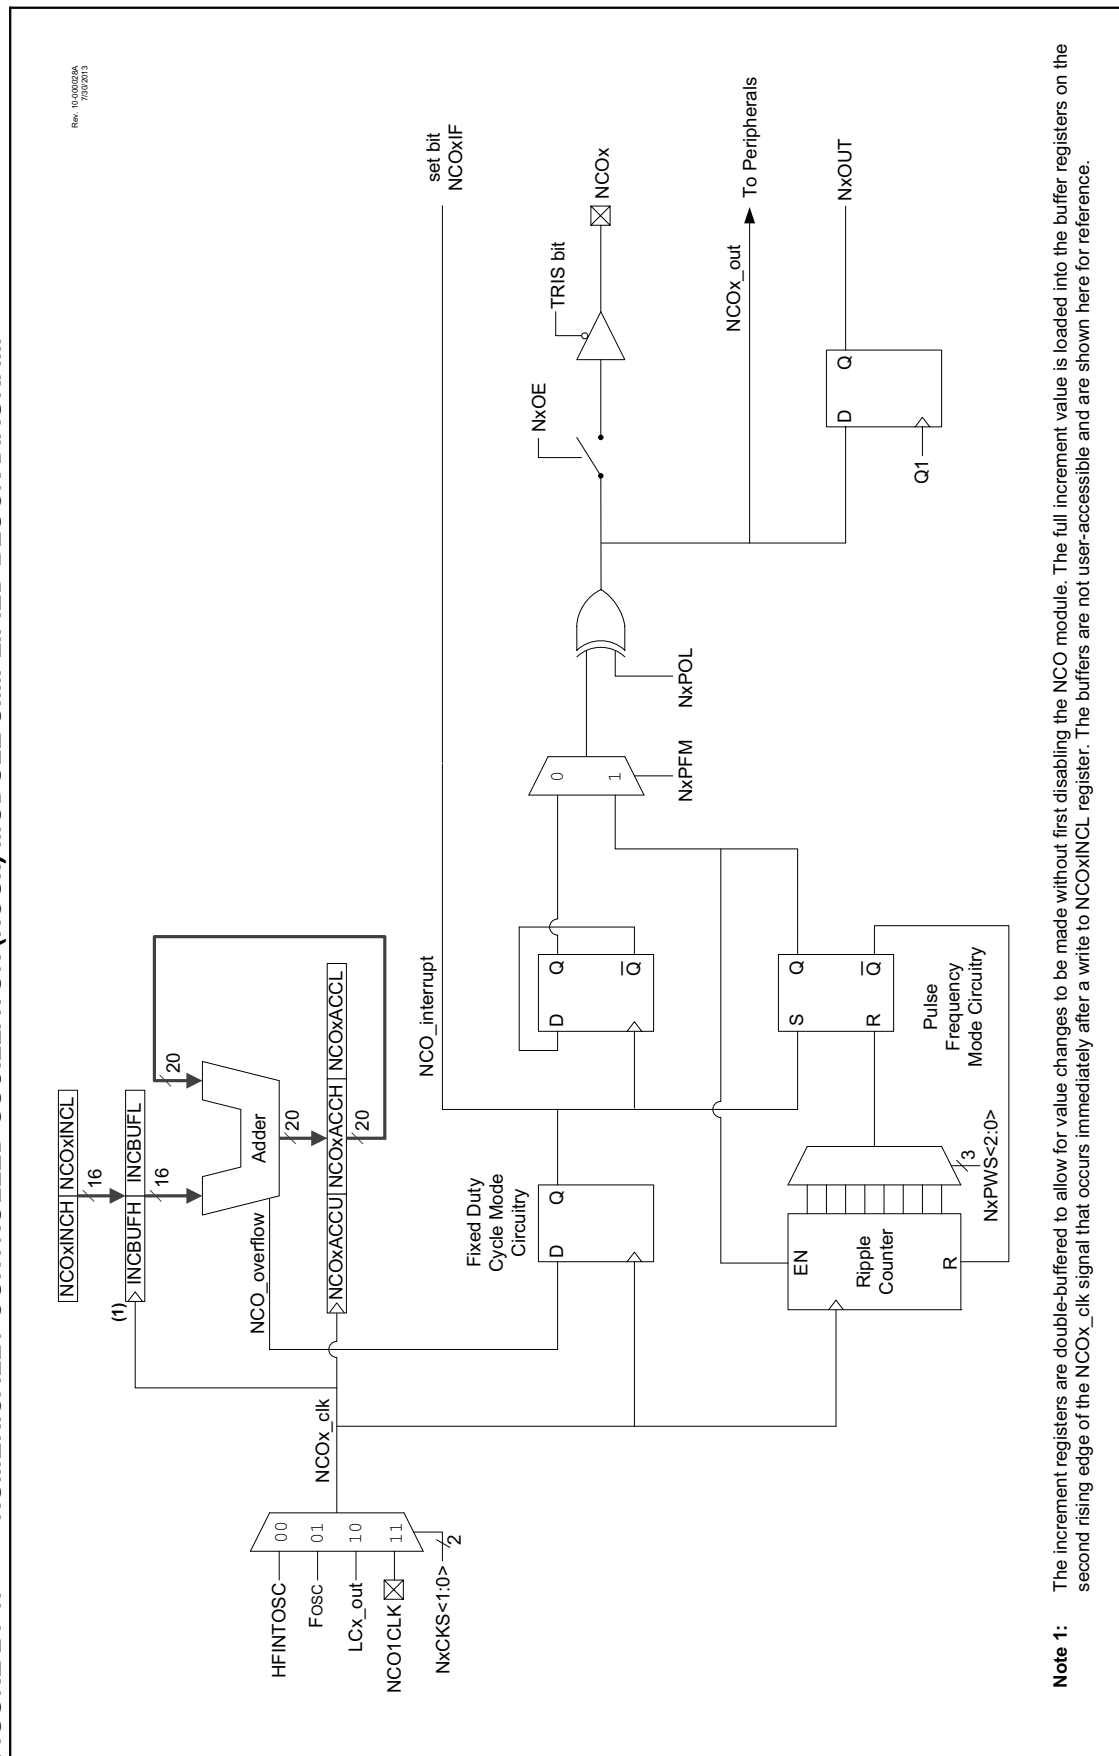 Rev. 10-000028A
7/30/2013
NCOxINCH NCOxINCL
16
(1)
INCBUFH INCBUFL
16
20
Adder
20
NCO_overflow
NCOxACCU NCOxACCH NCOxACCL
20
NCOx_clk
HFINTOSC
00
FOSC
01
LCx_out
10
NCO1CLK
11
NxCKS<1:0>
2
NCO_interrupt
set bit
NCOxIF
Fixed Duty
Cycle Mode
Circuitry
D Q
D Q
Q
0
1
NxPFM
NxPOL
NxOE
TRIS bit
NCOx
NCOx_out
To Peripherals
D Q
Q1
NxOUT
EN
Ripple
Counter
R
3
NxPWS<2:0>
S Q
R Q
Pulse
Frequency
Mode Circuitry
Note 1: The increment registers are double-buffered to allow for value changes to be made without first disabling the NCO module. The full increment value is loaded into the buffer registers on the
second rising edge of the NCOx_clk signal that occurs immediately after a write to NCOxINCL register. The buffers are not user-accessible and are shown here for reference.